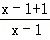 x − 1+1
x − 1